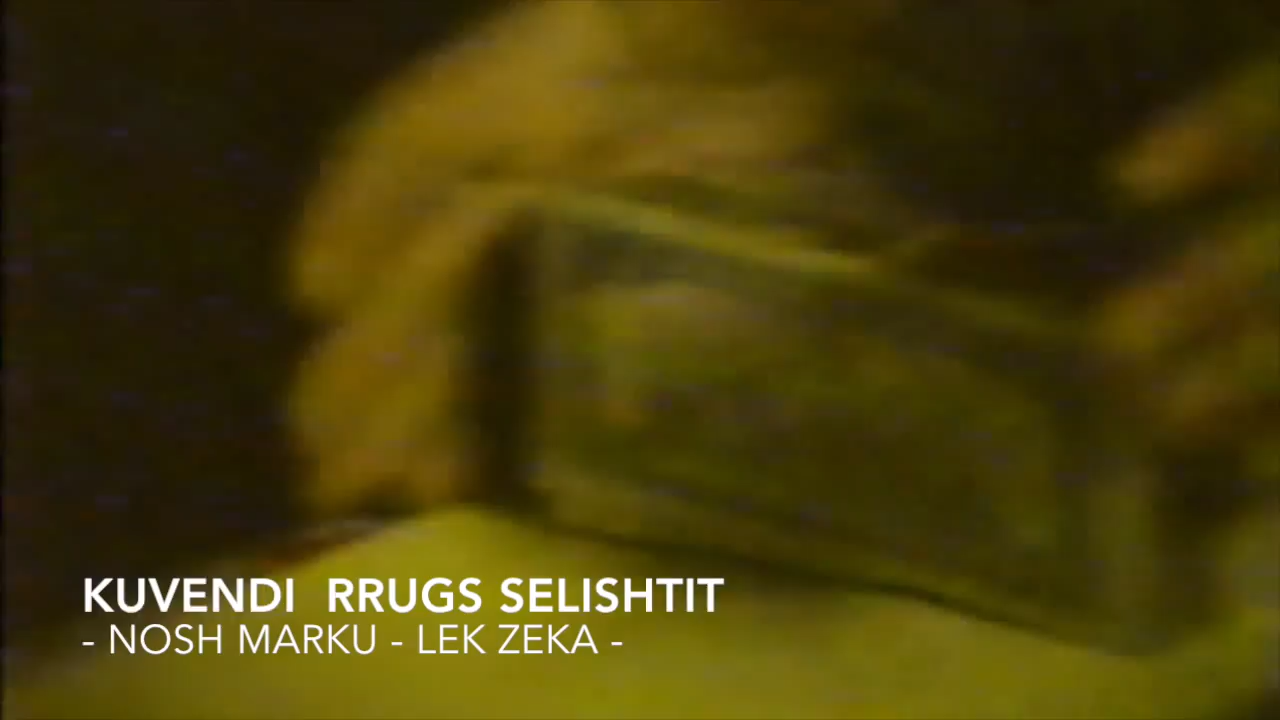 KUVENDI  RRUGS SELISHTIT
- NOSH MARKU - LEK ZEKA -